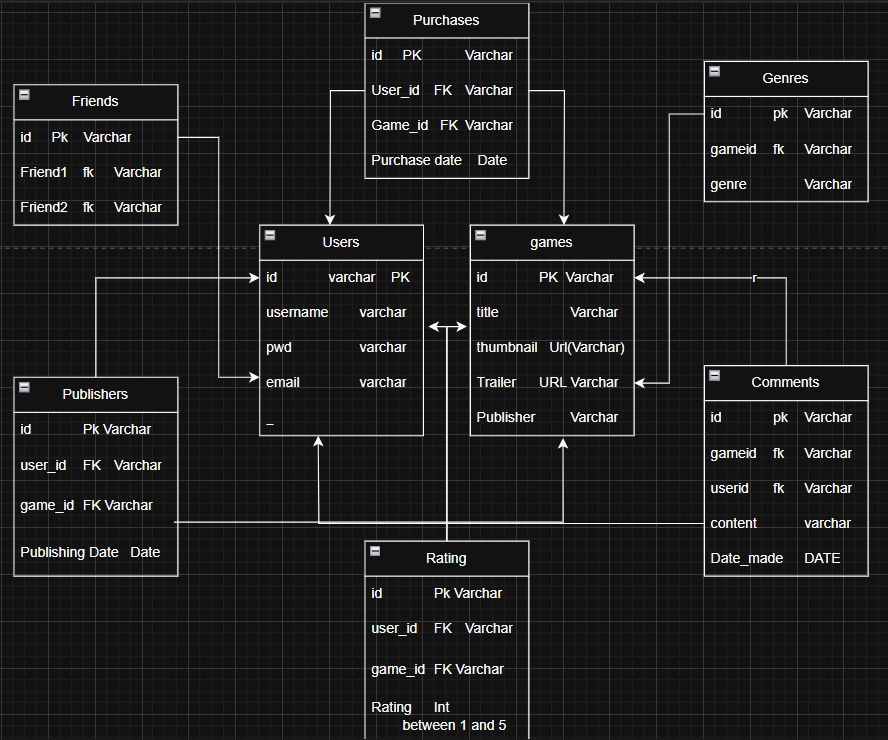 Purchases
id PK Varchar
User_id FK Varchar
Game_id FK Varchar
Purchase date Date
Friends
id Pk Varchar
Friend1 fk Varchar
Friend2 fk Varchar
Genres
id pk Varchar
gameid fk Varchar
genre Varchar
Users
id varchar PK
username varchar
pwd varchar
email varchar
_
games
id PK Varchar
title Varchar
thumbnail Url(Varchar)
Trailer URL Varchar
Publisher Varchar
r
Publishers
id Pk Varchar
user_id FK Varchar
game_id FK Varchar
Publishing Date Date
Comments
id pk Varchar
gameid fk Varchar
userid fk Varchar
content varchar
Date_made DATE
Rating
id Pk Varchar
user_id FK Varchar
game_id FK Varchar
Rating Int
between 1 and 5